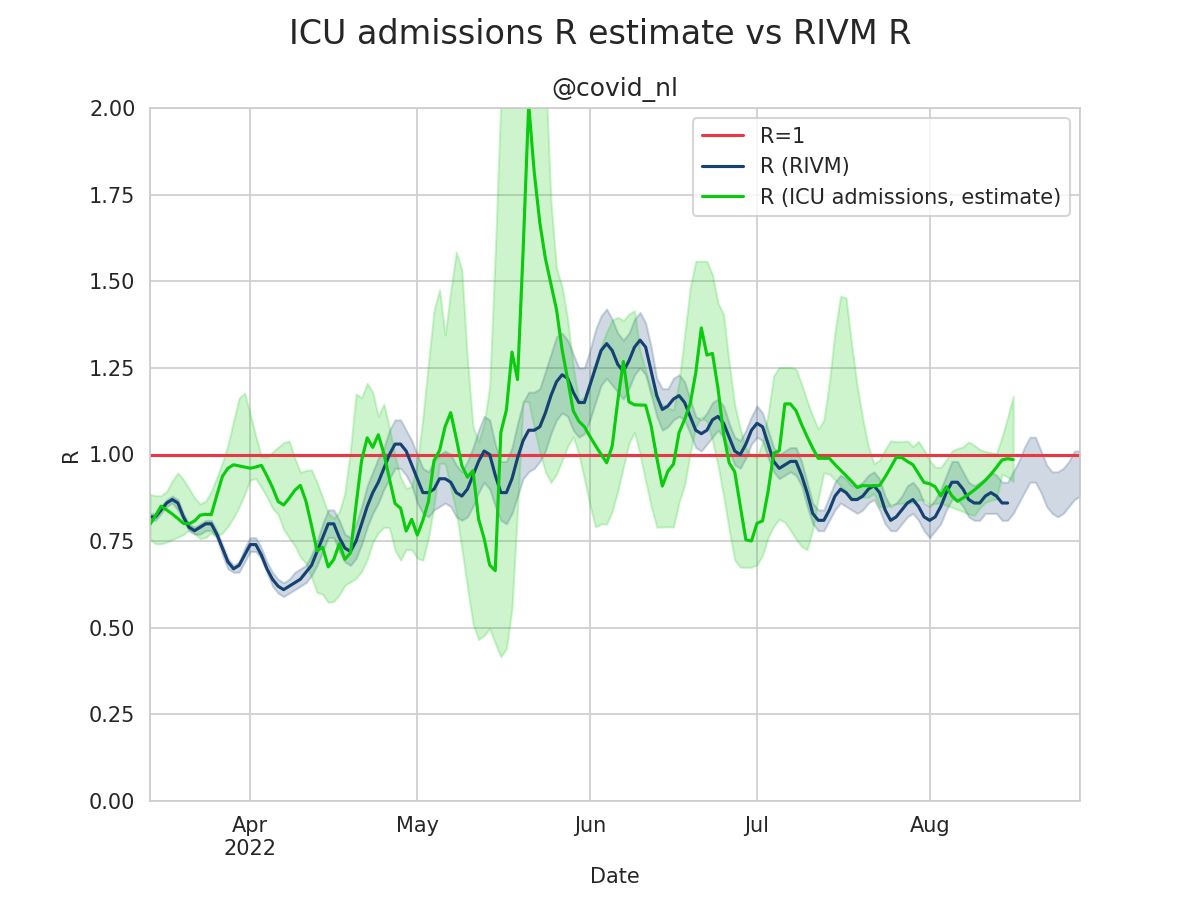 ICU admissions R estimate vs RIVM R
@covid_nl
2.00
1.75
1.50
1.25
1.00
0.75
0.50
0.25
0.00
R
R=1
R (RIVM)
R (ICU admissions, estimate)
Apr
2022
May
Jun
Jul
Aug
Date